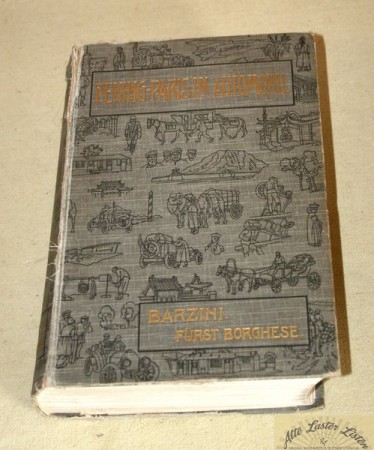 PEKING-PARIS IM AUTOMOBIL
BARZINI.
FÜRST BORGHESE.
Alte Laster Listen